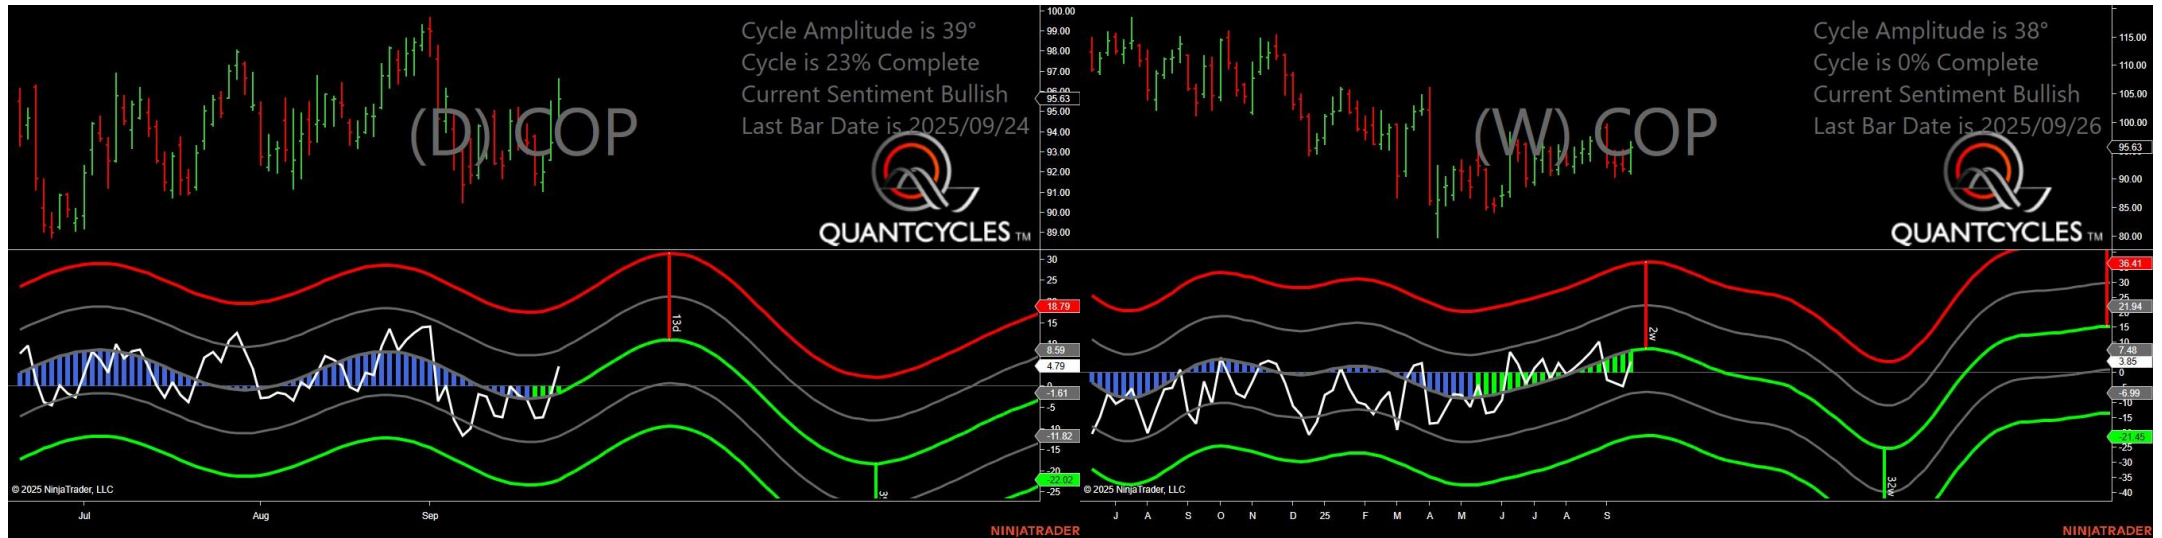 Cycle Amplitude is 39°
Cycle is 23% Complete
Current Sentiment Bullish
Last Bar Date is 2025/09/24
(D) COP
QUANTCYCLES TM
100.00
99.00
98.00
97.00
95.63
95.00
94.00
93.00
92.00
91.00
90.00
89.00
30
25
18.79
15
8.59
4.79
0
-1.61
-5
-11.82
-15
-20
-22.02
-25
13d
© 2025 NinjaTrader, LLC
Jul Aug Sep
NINJATRADER
Cycle Amplitude is 38°
Cycle is 0% Complete
Current Sentiment Bullish
Last Bar Date is 2025/09/26
(W) COP
QUANTCYCLES TM
115.00
110.00
105.00
100.00
95.63
90.00
85.00
80.00
36.41
30
25
21.94
20
15
10
7.48
3.85
0
-6.99
-10
-15
-21.45
-25
-30
-35
-40
2w
32w
© 2025 NinjaTrader, LLC
J A S O N D 25 F M A M J J A S
NINJATRADER